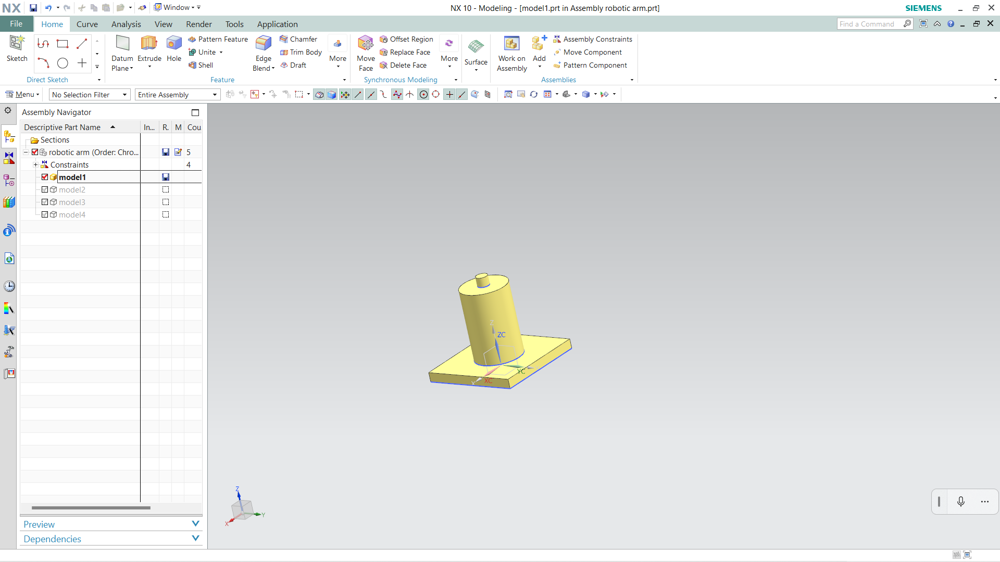 NX
Window
NX 10 - Modeling - [model1.prt in Assembly robotic arm.prt]
SIEMENS
File
Home
Curve
Analysis
View
Render
Tools
Application
Find a Command
Sketch
Direct Sketch
Datum Plane
Extrude
Hole
Pattern Feature
Unite
Shell
Edge Blend
Chamfer
Trim Body
Draft
More
Feature
Move Face
Offset Region
Replace Face
Delete Face
More
Synchronous Modeling
Surface
Work on Assembly
Add
Assembly Constraints
Move Component
Pattern Component
Assemblies
Menu
No Selection Filter
Entire Assembly
Assembly Navigator
Descriptive Part Name In... R. M Cou
Sections
robotic arm (Order: Chro... 5
Constraints 4
model1
model2
model3
model4
Z
ZC
YC
XC
X
Z
Y
X
Preview
Dependencies